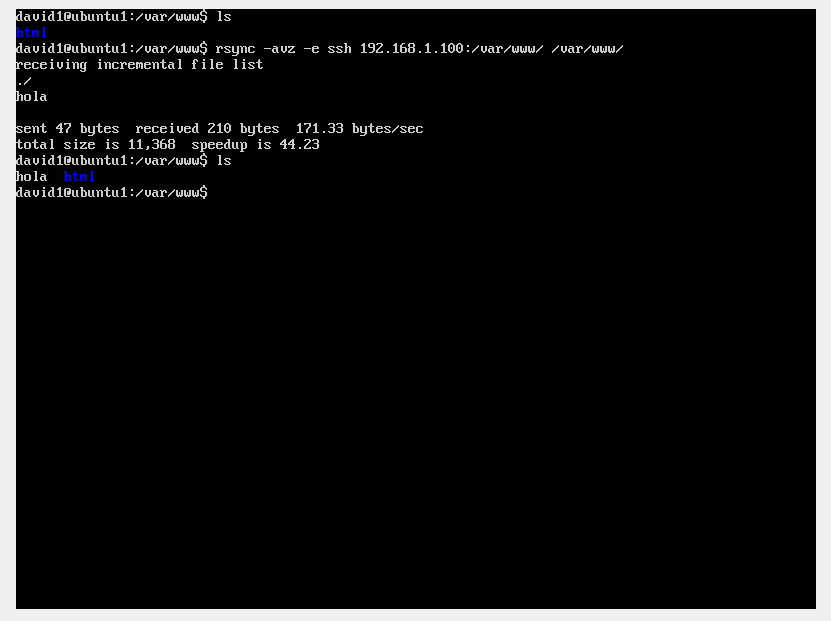 david1@ubuntu1:/var/www$ ls
html
david1@ubuntu1:/var/www$ rsync -avz -e ssh 192.168.1.100:/var/www/ /var/www/
receiving incremental file list
./
hola
sent 47 bytes  received 210 bytes  171.33 bytes/sec
total size is 11,368  speedup is 44.23
david1@ubuntu1:/var/www$ ls
hola  html
david1@ubuntu1:/var/www$